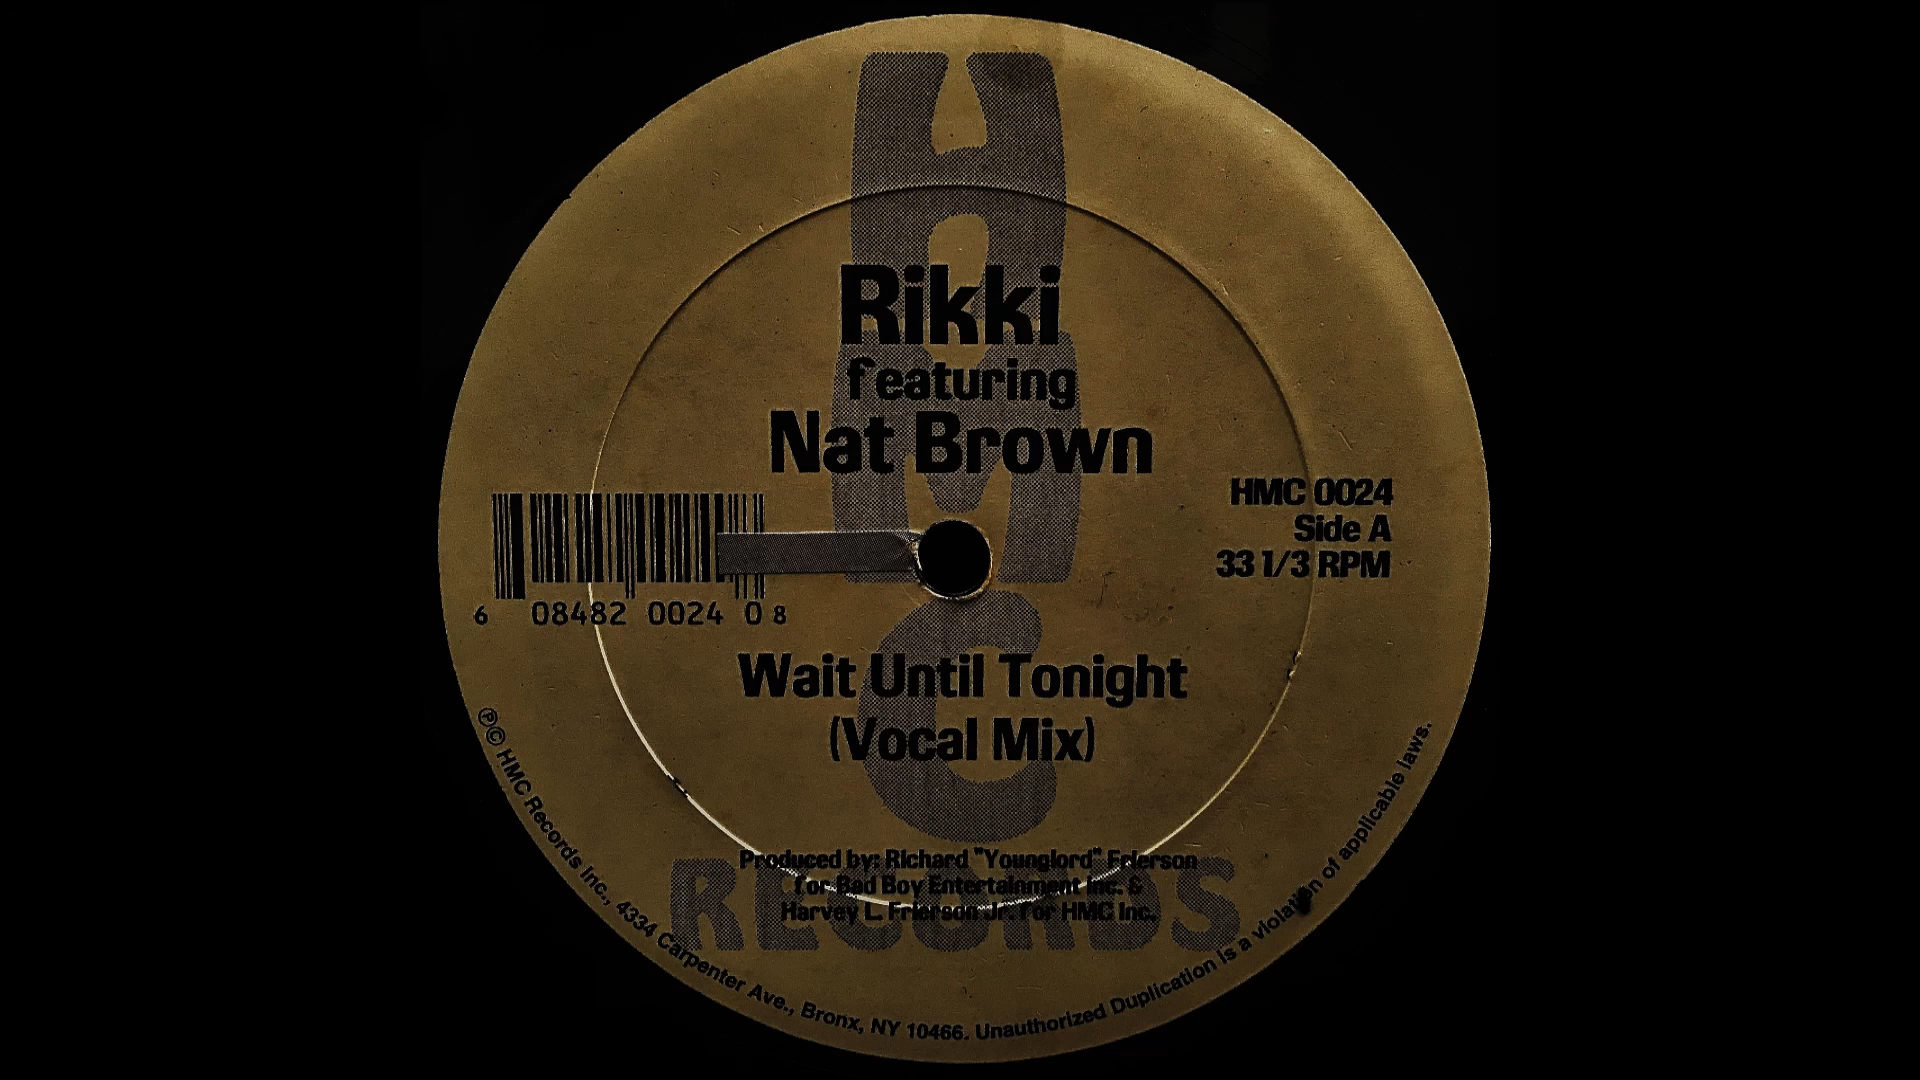 HMC
RECORDS
Rikki
featuring
Nat Brown
HMC 0024
Side A
33 1/3 RPM
6 08482 0024 0 8
Wait Until Tonight
(Vocal Mix)
Produced by: Richard "Younglord" Frierson
for Bad Boy Entertainment Inc. &
Harvey L. Frierson Jr. for HMC Inc.
℗© HMC Records Inc., 4334 Carpenter Ave., Bronx, NY 10466. Unauthorized Duplication is a violation of applicable laws.